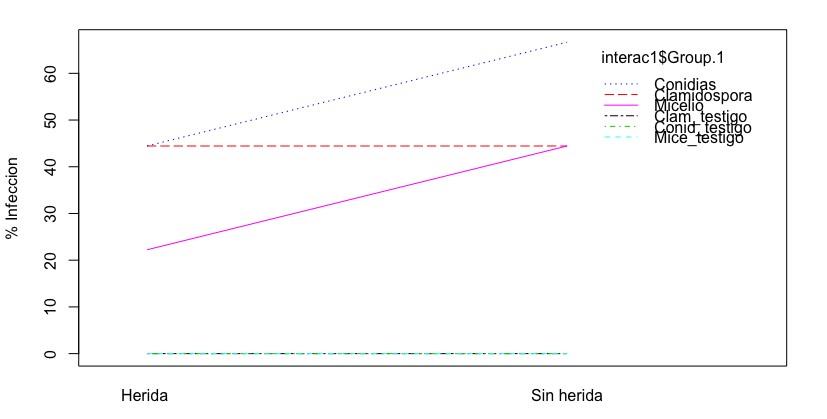 interac1$Group.1
Conidias
Clamidospora
Micelio
Clam_testigo
Conid_testigo
Mice_testigo
% Infeccion
60
50
40
30
20
10
0
Herida Sin herida